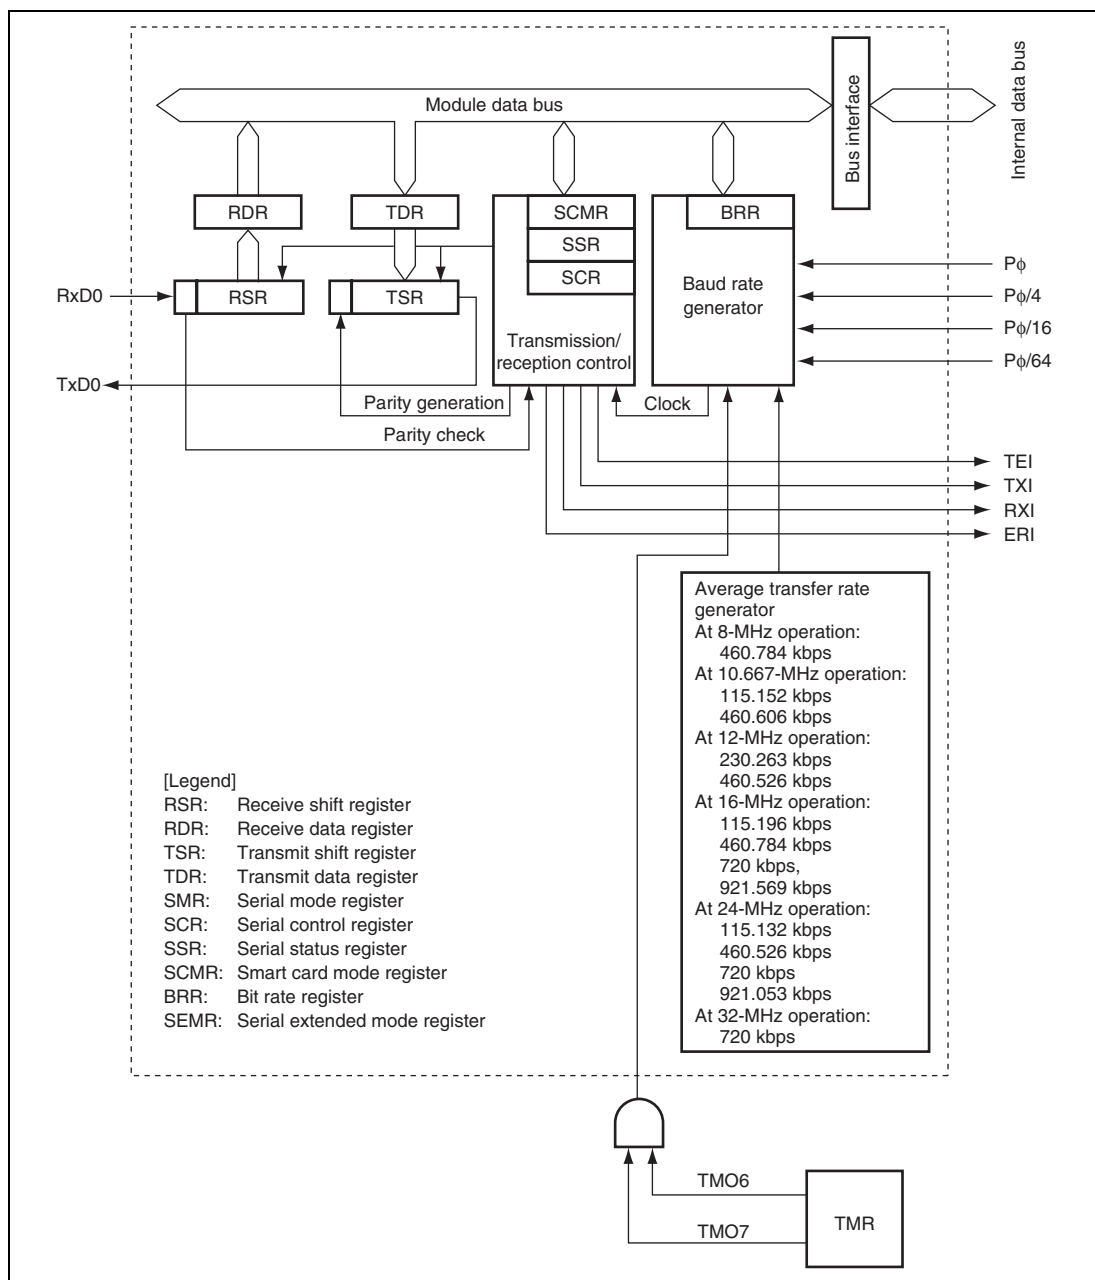 Module data bus
Bus interface
Internal data bus
RDR
TDR
SCMR
BRR
SSR
SCR
RSR
TSR
Baud rate
generator
Transmission/
reception control
RxD0
TxD0
Pϕ
Pϕ/4
Pϕ/16
Pϕ/64
Parity generation
Clock
Parity check
TEI
TXI
RXI
ERI
Average transfer rate
generator
At 8-MHz operation:
460.784 kbps
At 10.667-MHz operation:
115.152 kbps
460.606 kbps
At 12-MHz operation:
230.263 kbps
460.526 kbps
At 16-MHz operation:
115.196 kbps
460.784 kbps
720 kbps,
921.569 kbps
At 24-MHz operation:
115.132 kbps
460.526 kbps
720 kbps
921.053 kbps
At 32-MHz operation:
720 kbps
[Legend]
RSR: Receive shift register
RDR: Receive data register
TSR: Transmit shift register
TDR: Transmit data register
SMR: Serial mode register
SCR: Serial control register
SSR: Serial status register
SCMR: Smart card mode register
BRR: Bit rate register
SEMR: Serial extended mode register
TMO6
TMO7
TMR